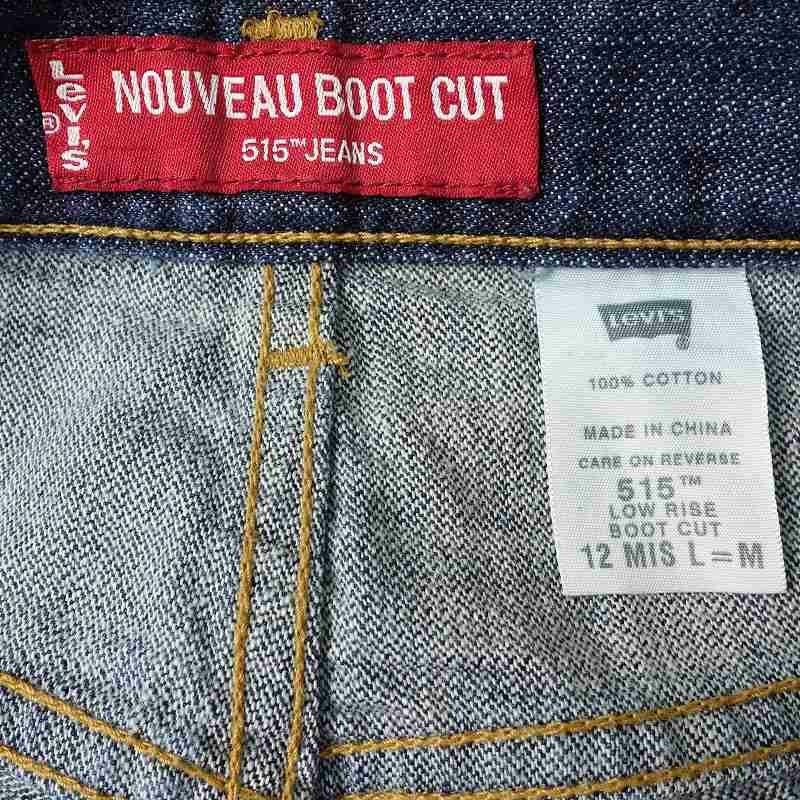 Levi's ®
NOUVEAU BOOT CUT
515™ JEANS
LEVI'S ®
100% COTTON
MADE IN CHINA
CARE ON REVERSE
515™
LOW RISE
BOOT CUT
12 MIS L=M